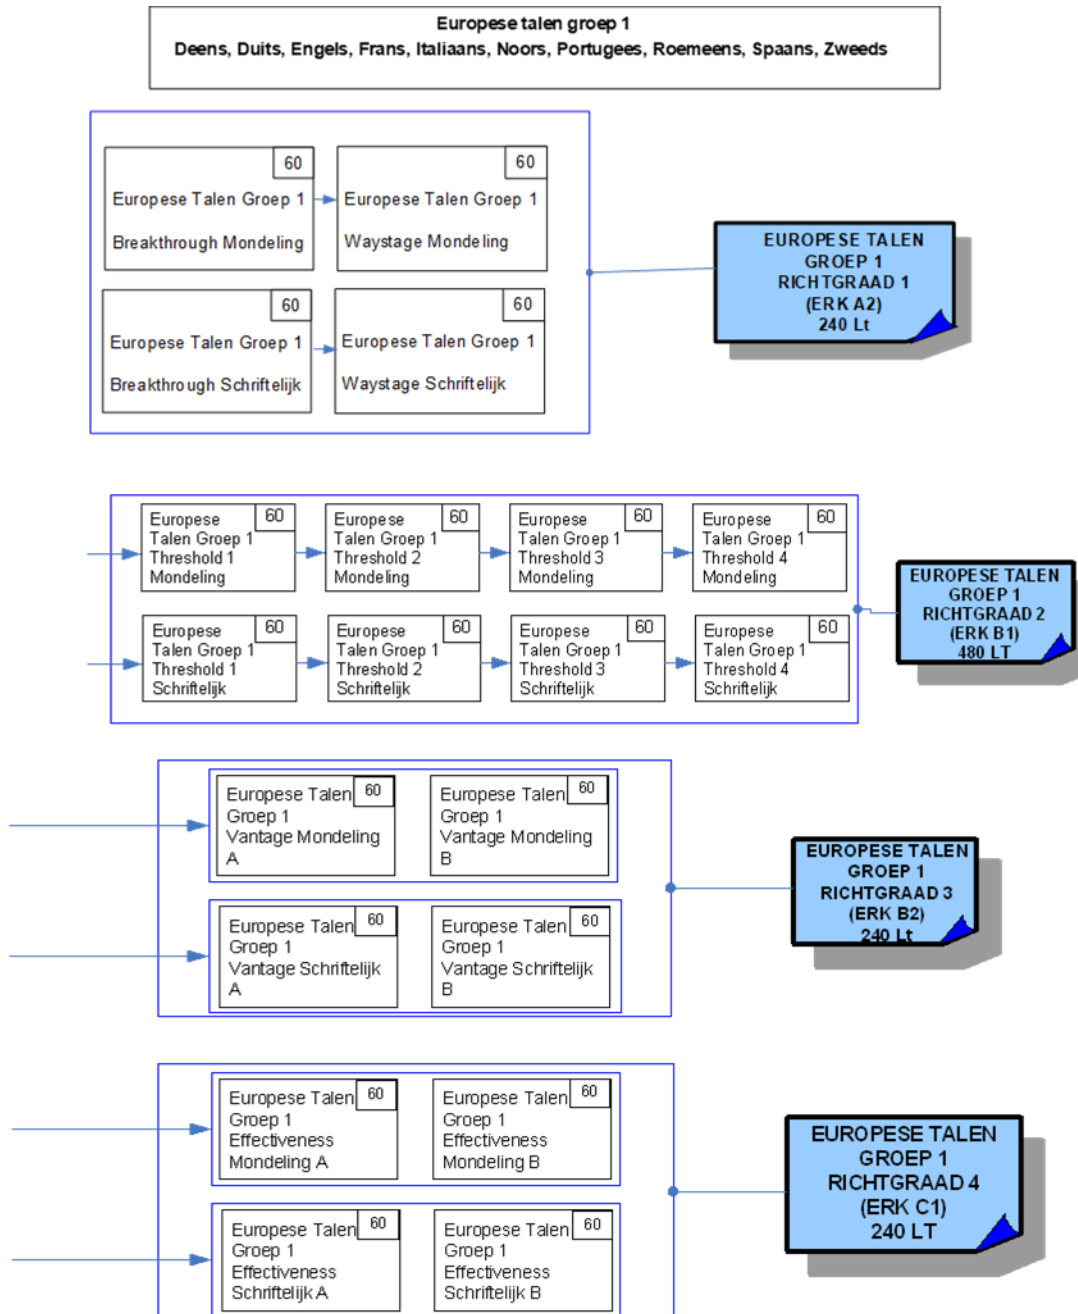 Europese talen groep 1
Deens, Duits, Engels, Frans, Italiaans, Noors, Portugees, Roemeens, Spaans, Zweeds
60
Europese Talen Groep 1
Breakthrough Mondeling
60
Europese Talen Groep 1
Waystage Mondeling
60
Europese Talen Groep 1
Breakthrough Schriftelijk
60
Europese Talen Groep 1
Waystage Schriftelijk
EUROPESE TALEN
GROEP 1
RICHTGRAAD 1
(ERK A2)
240 Lt
60
Europese
Talen Groep 1
Threshold 1
Mondeling
60
Europese
Talen Groep 1
Threshold 2
Mondeling
60
Europese
Talen Groep 1
Threshold 3
Mondeling
60
Europese
Talen Groep 1
Threshold 4
Mondeling
60
Europese
Talen Groep 1
Threshold 1
Schriftelijk
60
Europese
Talen Groep 1
Threshold 2
Schriftelijk
60
Europese
Talen Groep 1
Threshold 3
Schriftelijk
60
Europese
Talen Groep 1
Threshold 4
Schriftelijk
EUROPESE TALEN
GROEP 1
RICHTGRAAD 2
(ERK B1)
480 LT
60
Europese Talen
Groep 1
Vantage Mondeling
A
60
Europese Talen
Groep 1
Vantage Mondeling
B
60
Europese Talen
Groep 1
Vantage Schriftelijk
A
60
Europese Talen
Groep 1
Vantage Schriftelijk
B
EUROPESE TALEN
GROEP 1
RICHTGRAAD 3
(ERK B2)
240 Lt
60
Europese Talen
Groep 1
Effectiveness
Mondeling A
60
Europese Talen
Groep 1
Effectiveness
Mondeling B
60
Europese Talen
Groep 1
Effectiveness
Schriftelijk A
60
Europese Talen
Groep 1
Effectiveness
Schriftelijk B
EUROPESE TALEN
GROEP 1
RICHTGRAAD 4
(ERK C1)
240 LT